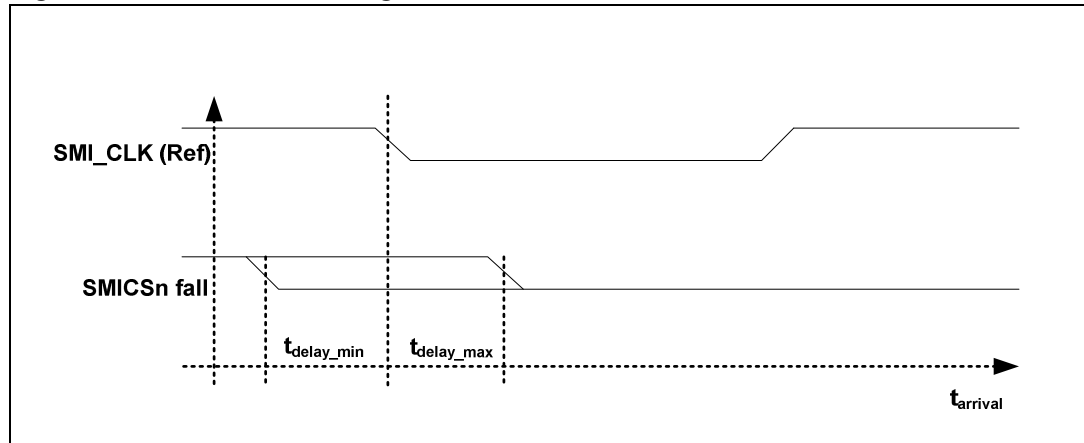 SMI_CLK (Ref)
SMICSn fall
tdelay_min
tdelay_max
tarrival